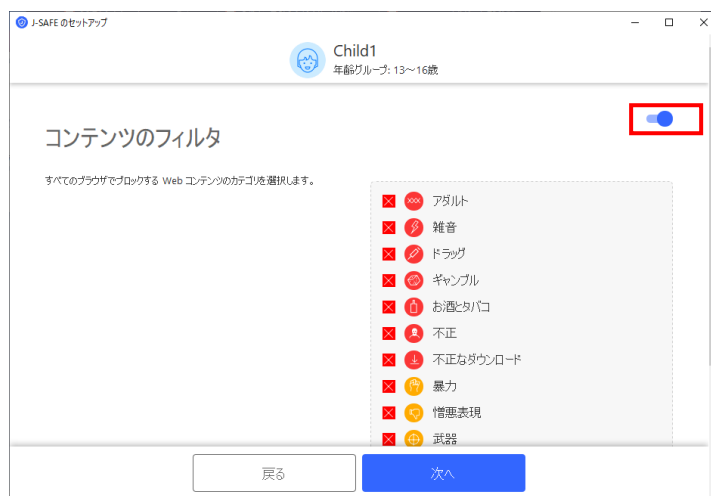 J-SAFE のセットアップ
Child1
年齢グループ: 13～16歳
コンテンツのフィルタ
すべてのブラウザでブロックする Web コンテンツのカテゴリを選択します。
アダルト
雑音
ドラッグ
ギャンブル
お酒とタバコ
不正
不正なダウンロード
暴力
憎悪表現
武器
戻る
次へ